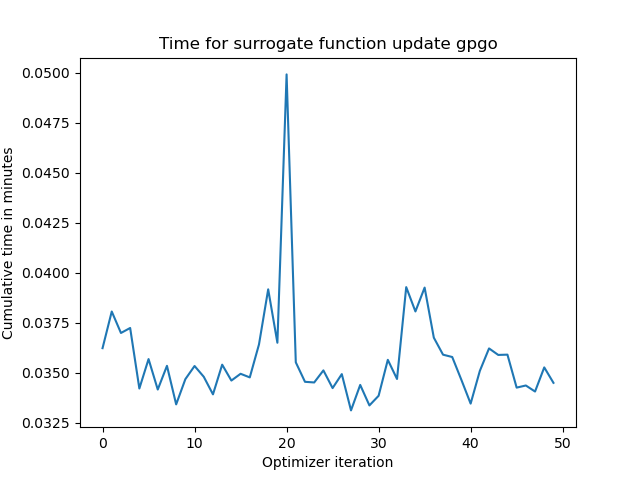 Time for surrogate function update gpgo
Cumulative time in minutes
0.0500
0.0475
0.0450
0.0425
0.0400
0.0375
0.0350
0.0325
0 10 20 30 40 50
Optimizer iteration